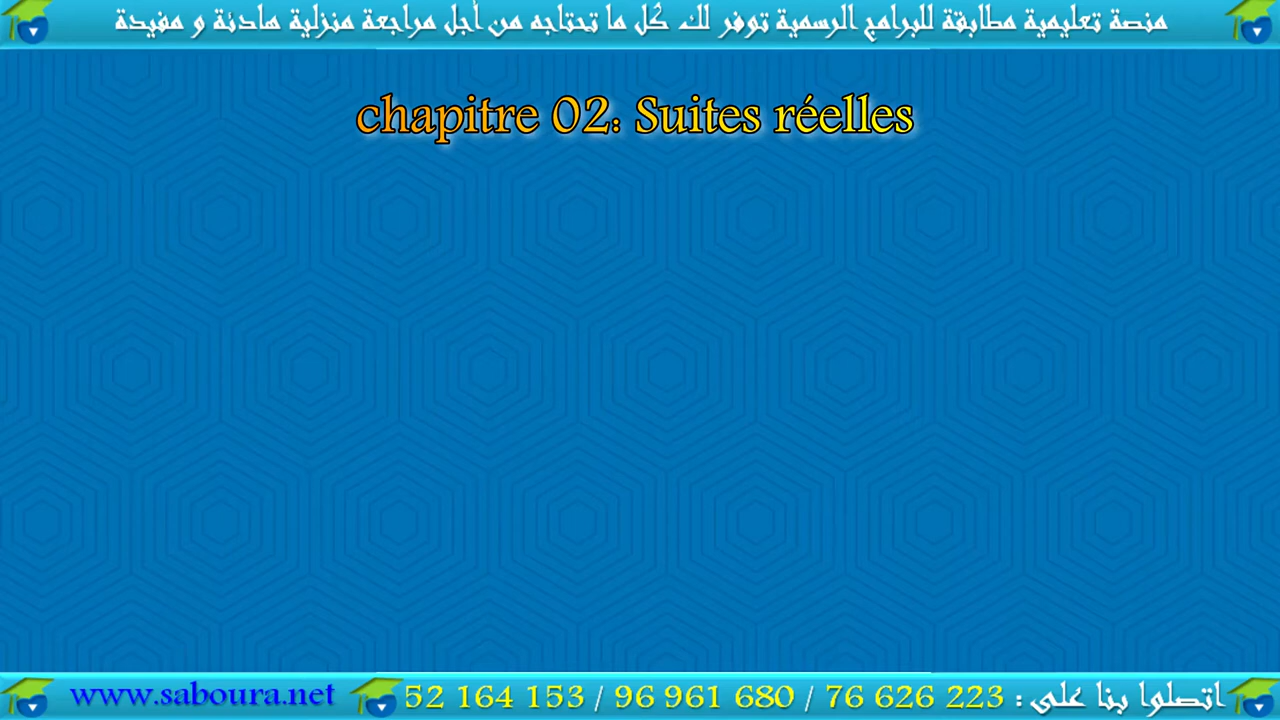 منصة تعليمية مطابقة للبرامج الرسمية توفر لك كل ما تحتاجه من أجل مراجعة منزلية هادئة و مفيدة
chapitre 02: Suites réelles
www.saboura.net
اتصلوا بنا على : 52 164 153 / 96 961 680 / 76 626 223